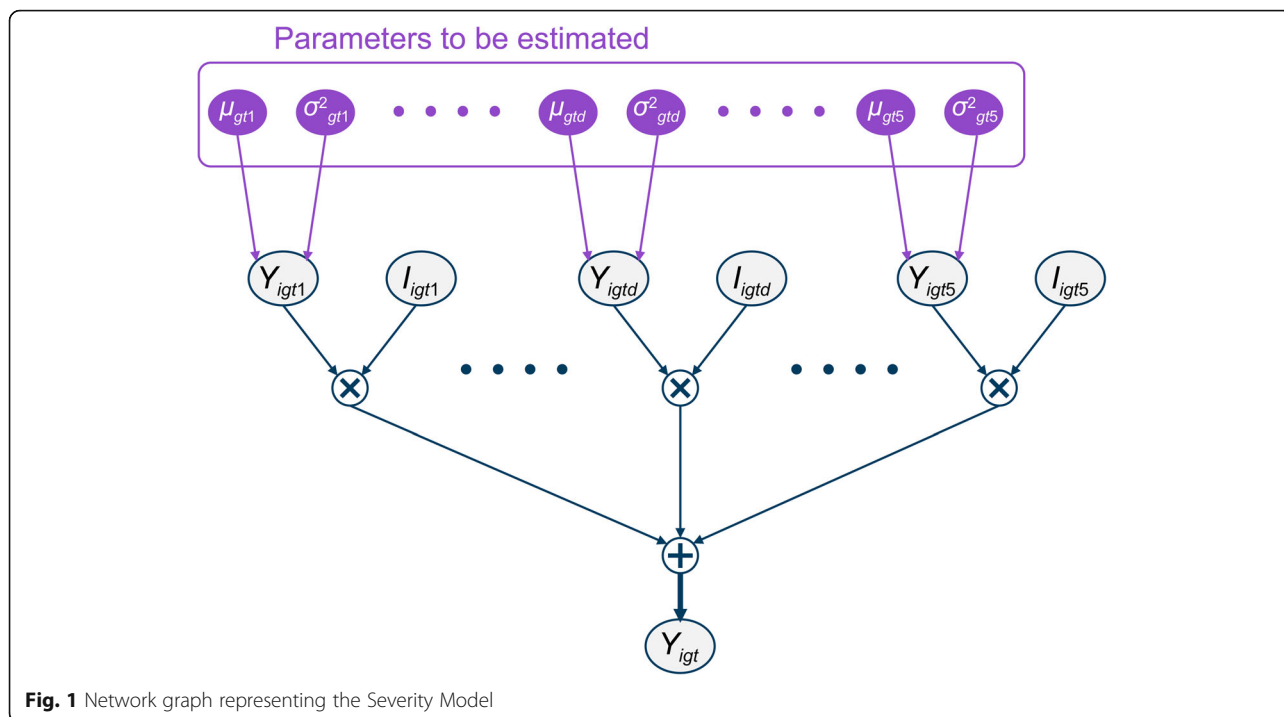 Parameters to be estimated
μgt1 σ²gt1 • • • • μgtd σ²gtd • • • • μgt5 σ²gt5
Yigt1 Iigt1 Yigtd Iigtd Yigt5 Iigt5
× • • • • × • • • • ×
+
Yigt
Fig. 1 Network graph representing the Severity Model